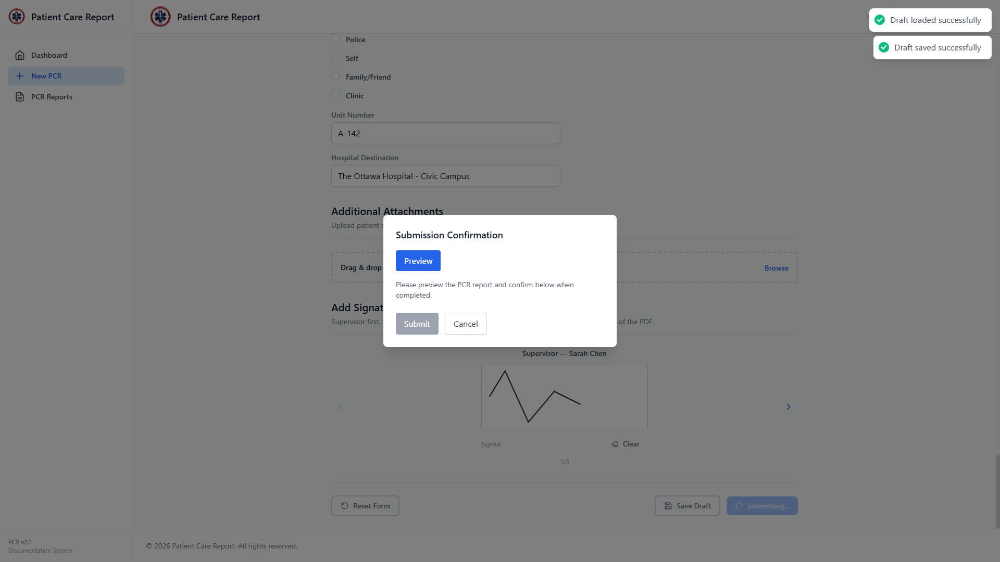 Patient Care Report
Patient Care Report
Draft loaded successfully
Draft saved successfully
Dashboard
New PCR
PCR Reports
Police
Self
Family/Friend
Clinic
Unit Number
A-142
Hospital Destination
The Ottawa Hospital - Civic Campus
Additional Attachments
Upload patient
Drag & drop
Browse
Submission Confirmation
Preview
Please preview the PCR report and confirm below when
completed.
Submit
Cancel
Add Signat
Supervisor first, of the PDF
Supervisor — Sarah Chen
Signed
Clear
1/3
Reset Form
Save Draft
Submitting...
PCR v2.1
Documentation System
© 2026 Patient Care Report. All rights reserved.